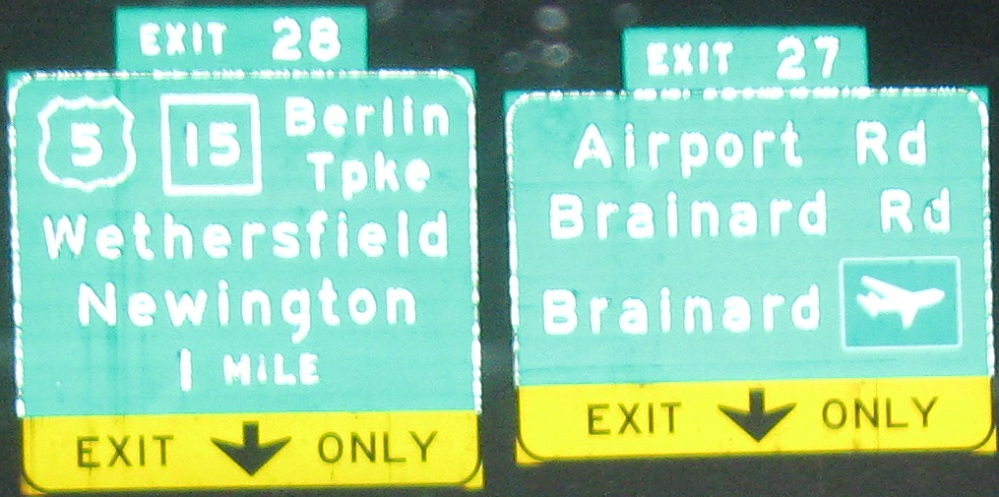 EXIT 28
5 15 Berlin
Tpke
Wethersfield
Newington
1 MILE
EXIT ONLY
EXIT 27
Airport Rd
Brainard Rd
Brainard
EXIT ONLY